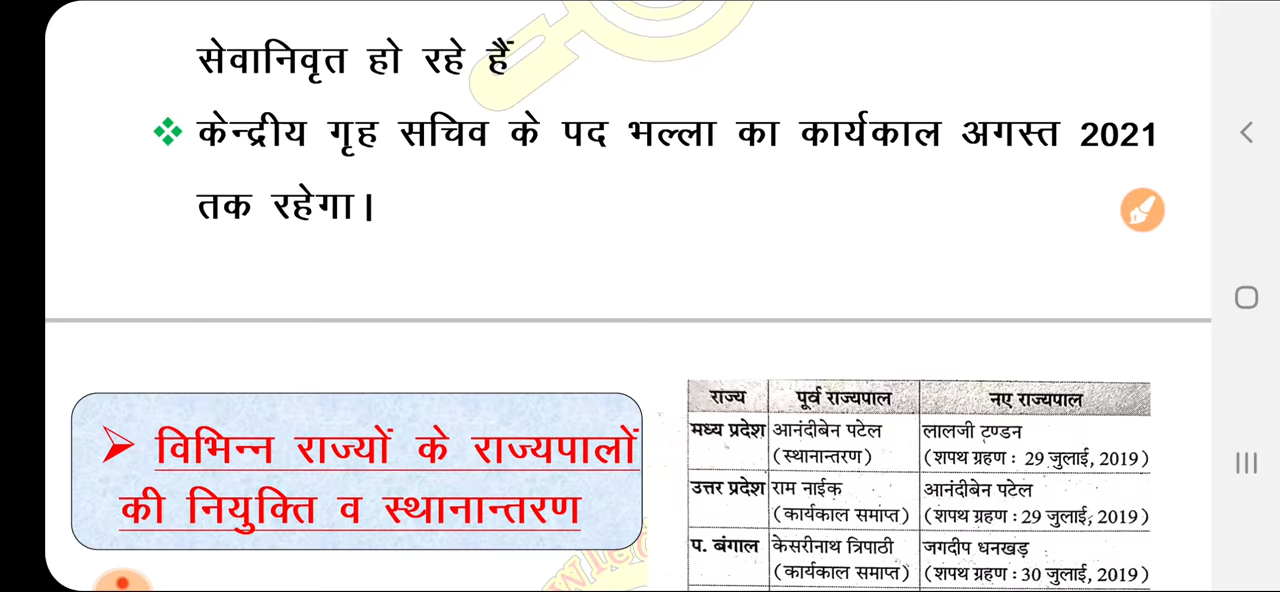 सेवानिवृत हो रहे हैं
केन्द्रीय गृह सचिव के पद भल्ला का कार्यकाल अगस्त 2021
तक रहेगा।
विभिन्न राज्यों के राज्यपालों
की नियुक्ति व स्थानान्तरण
राज्य पूर्व राज्यपाल नए राज्यपाल
मध्य प्रदेश आनंदीबेन पटेल लालजी टण्डन
(स्थानान्तरण) (शपथ ग्रहण : 29 जुलाई, 2019)
उत्तर प्रदेश राम नाईक आनंदीबेन पटेल
(कार्यकाल समाप्त) (शपथ ग्रहण : 29 जुलाई, 2019)
प. बंगाल केसरीनाथ त्रिपाठी जगदीप धनखड़
(कार्यकाल समाप्त) (शपथ ग्रहण : 30 जुलाई, 2019)